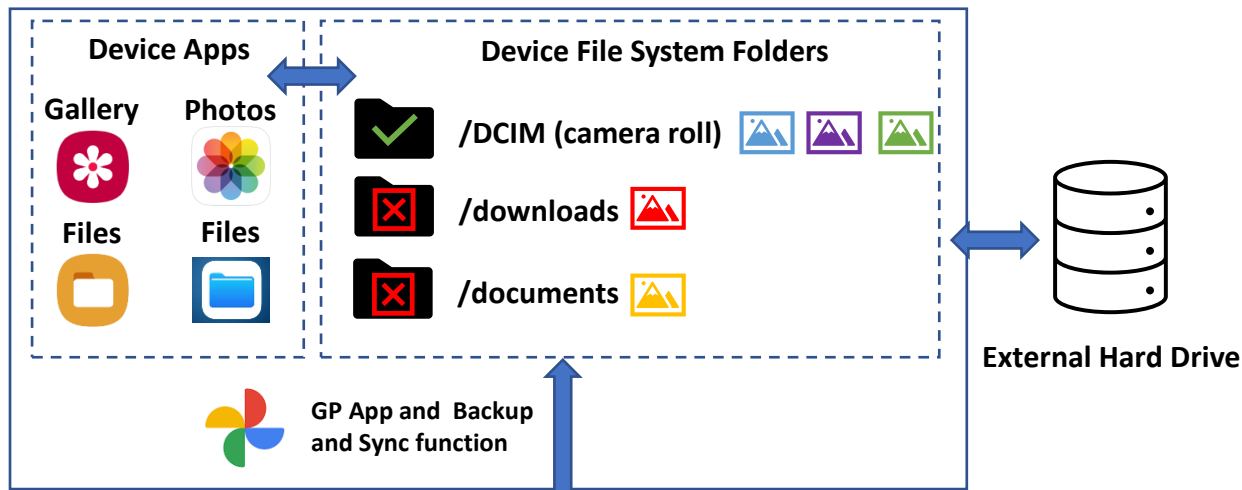 Device Apps
Device File System Folders
Gallery
Photos
/DCIM (camera roll)
/downloads
Files
Files
/documents
External Hard Drive
GP App and Backup
and Sync function